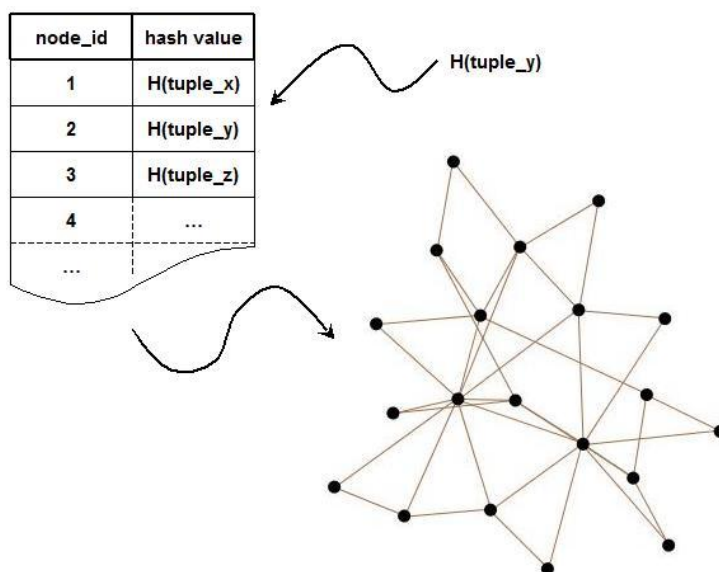 node_id hash value
1 H(tuple_x)
2 H(tuple_y)
3 H(tuple_z)
4 ...
...
H(tuple_y)